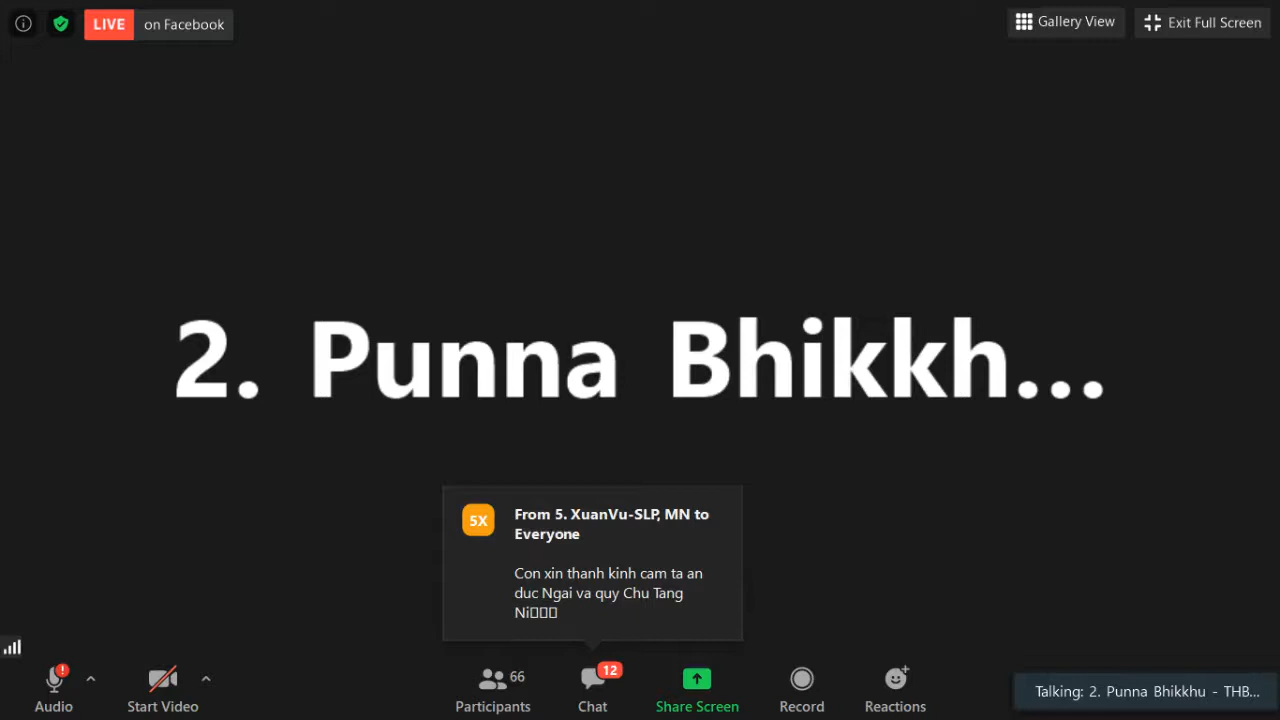 LIVE on Facebook
Gallery View
Exit Full Screen
2. Punna Bhikkh...
5X
From 5. XuanVu-SLP, MN to
Everyone
Con xin thanh kinh cam ta an
duc Ngai va quy Chu Tang
Ni
66
12
Audio
Start Video
Participants
Chat
Share Screen
Record
Reactions
Talking: 2. Punna Bhikkhu - THB...